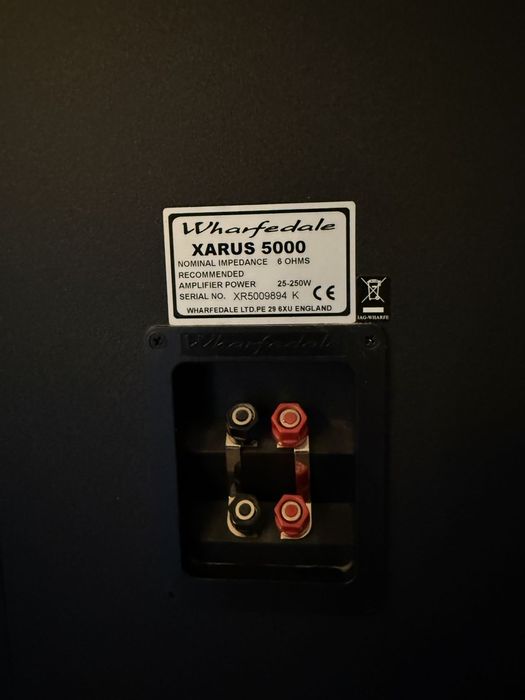 Wharfedale
XARUS 5000
NOMINAL IMPEDANCE 6 OHMS
RECOMMENDED
AMPLIFIER POWER 25-250W
SERIAL NO. XR5009894 K CE
WHARFEDALE LTD.PE 29 6XU ENGLAND
IAG-WHARFE
Wharfedale